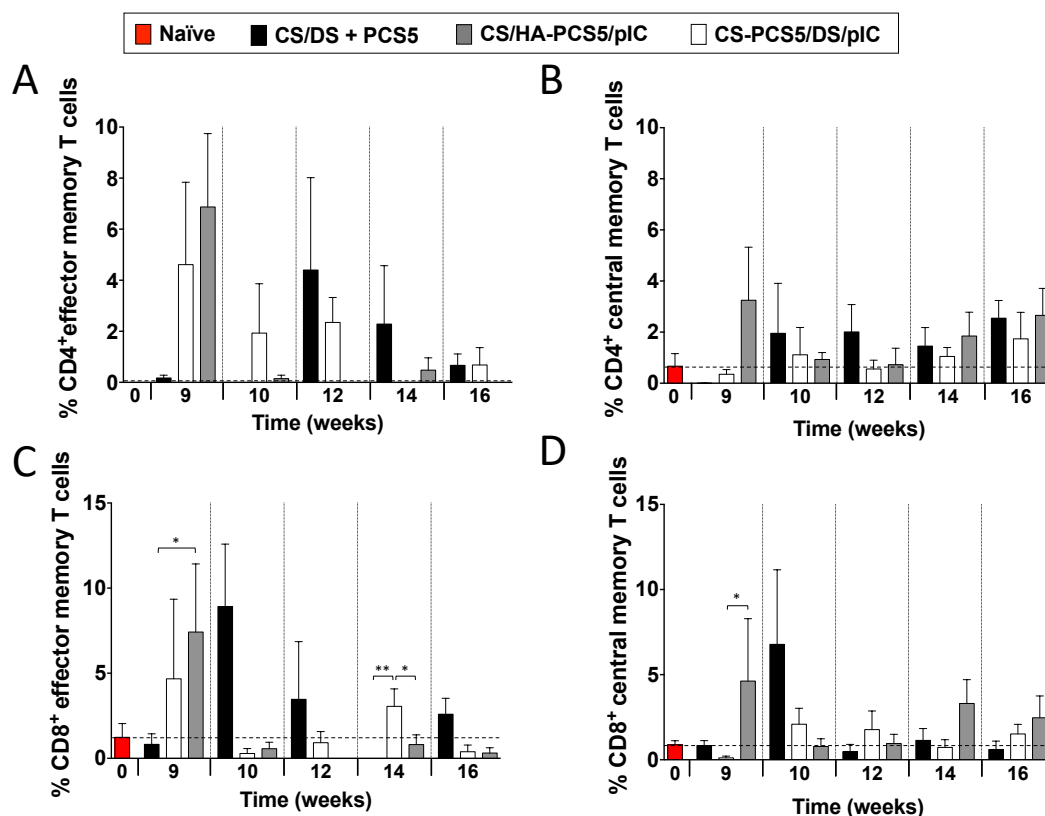 Naïve CS/DS + PCS5 CS/HA-PCS5/pIC CS-PCS5/DS/pIC
A
% CD4+effector memory T cells
10
8
6
4
2
0
0 9 10 12 14 16
Time (weeks)
B
% CD4+ central memory T cells
10
8
6
4
2
0
0 9 10 12 14 16
Time (weeks)
C
% CD8+ effector memory T cells
15
10
5
0
*
** *
0 9 10 12 14 16
Time (weeks)
D
% CD8+ central memory T cells
15
10
5
0
*
0 9 10 12 14 16
Time (weeks)